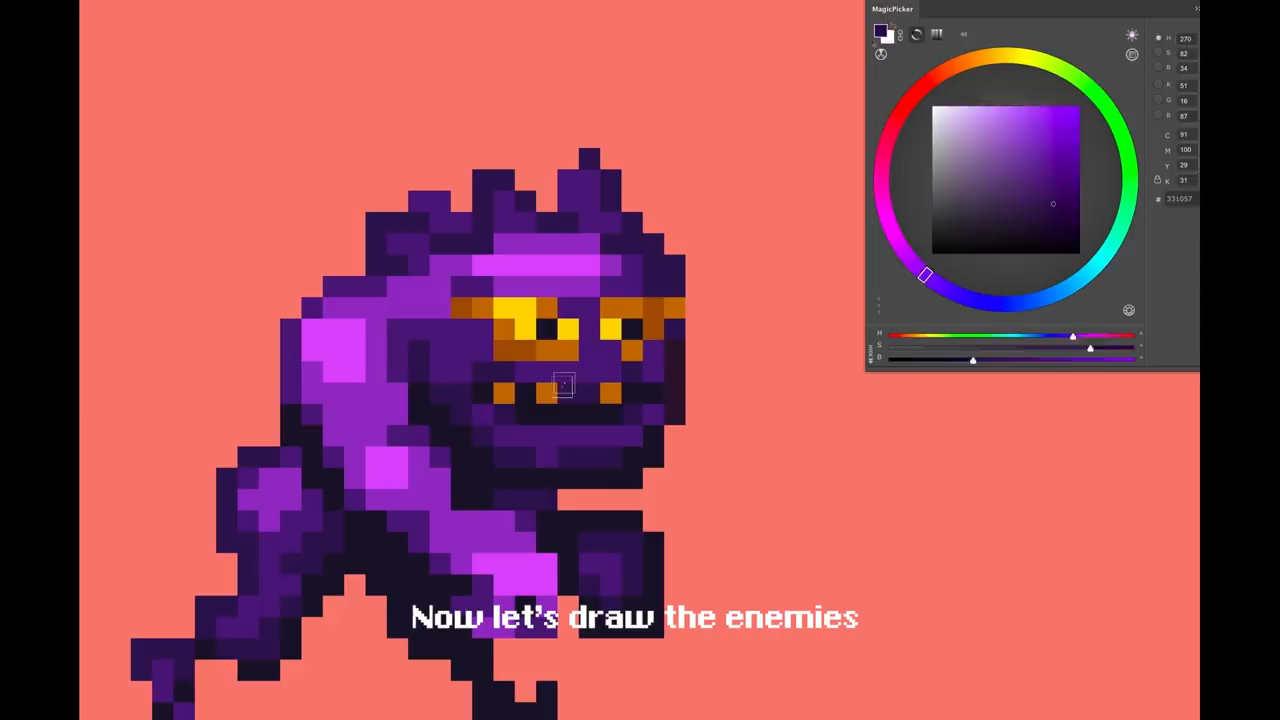 MagicPicker
H 270
S 82
B 34
R 51
G 16
B 87
C 91
M 100
Y 29
K 31
# 331057
H
S
B
Now let's draw the enemies